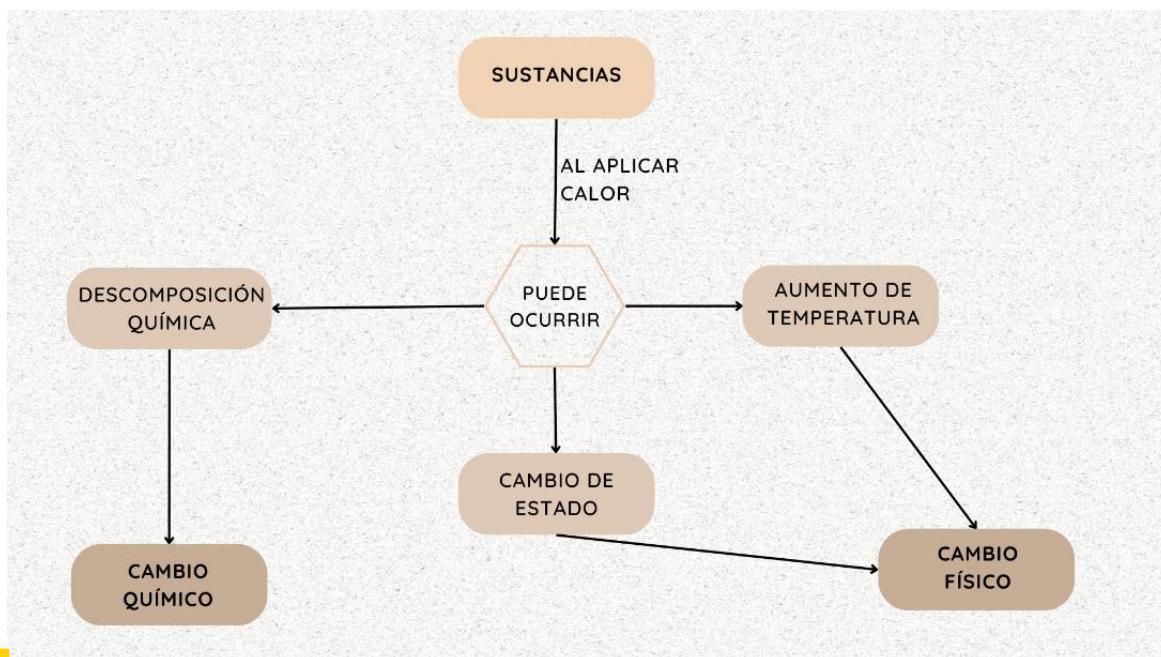 SUSTANCIAS
AL APLICAR
CALOR
PUEDE
OCURRIR
DESCOMPOSICIÓN
QUÍMICA
AUMENTO DE
TEMPERATURA
CAMBIO DE
ESTADO
CAMBIO
QUÍMICO
CAMBIO
FÍSICO